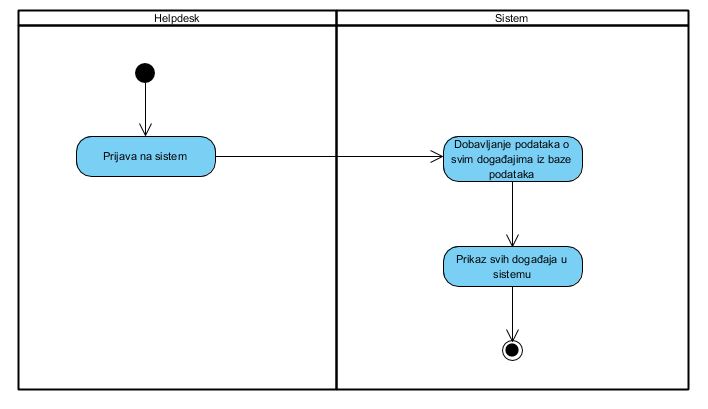 Helpdesk
Sistem
Prijava na sistem
Dobavljanje podataka o
svim događajima iz baze
podataka
Prikaz svih događaja u
sistemu